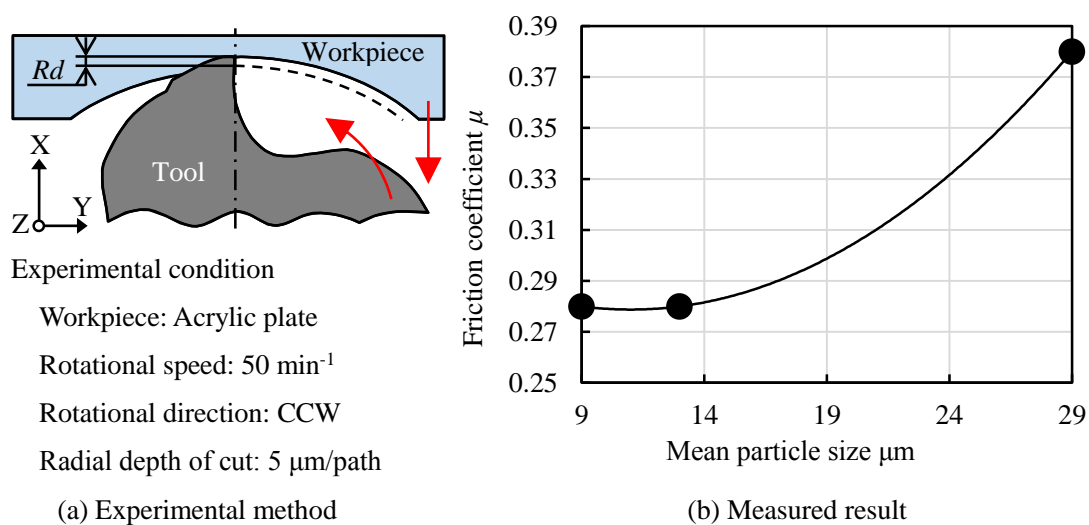 Workpiece
Rd
X
Tool
Z
Y
Experimental condition
Workpiece: Acrylic plate
Rotational speed: 50 min-1
Rotational direction: CCW
Radial depth of cut: 5 μm/path
(a) Experimental method
Friction coefficient μ
0.39
0.37
0.35
0.33
0.31
0.29
0.27
0.25
9
14
19
24
29
Mean particle size μm
(b) Measured result